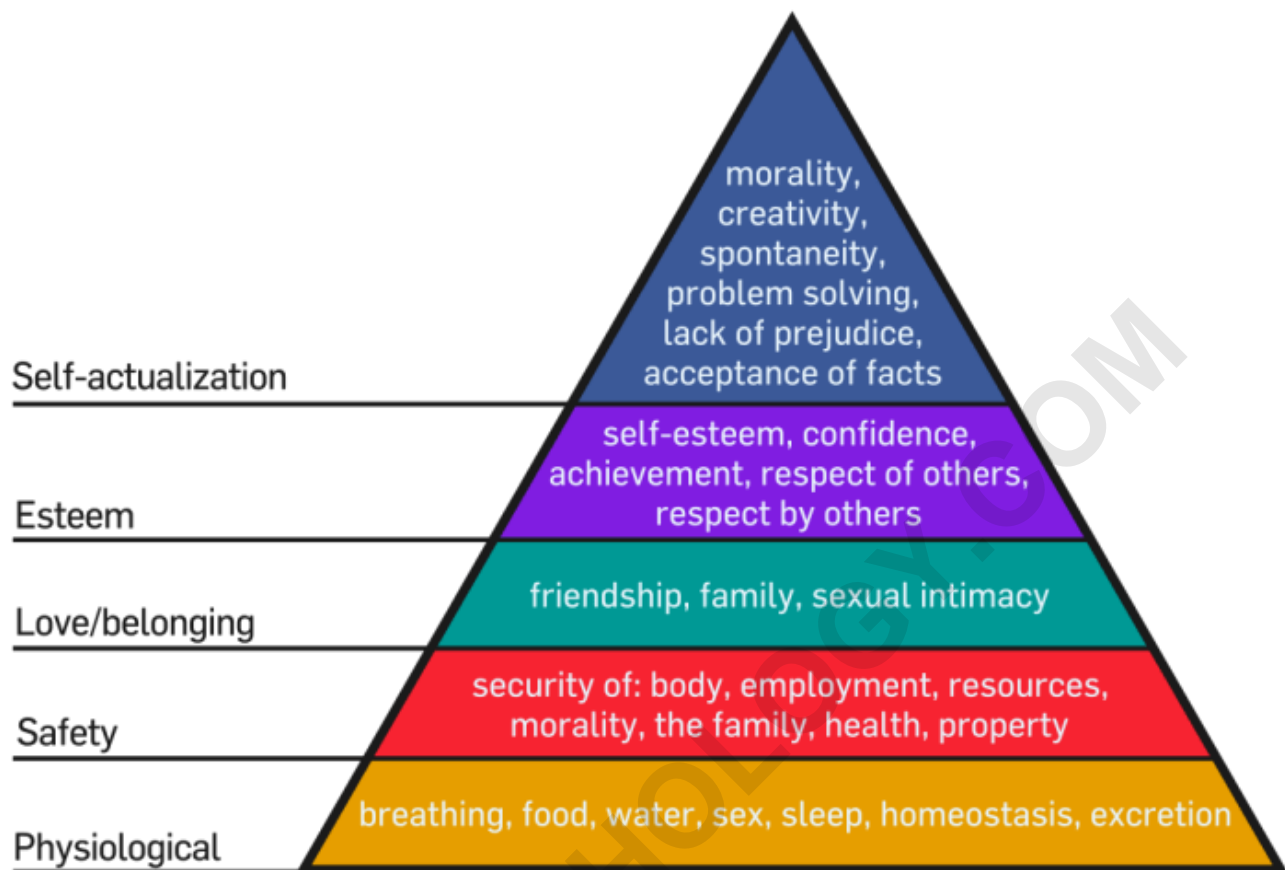 morality,
creativity,
spontaneity,
problem solving,
lack of prejudice,
acceptance of facts
Self-actualization
self-esteem, confidence,
achievement, respect of others,
respect by others
Esteem
friendship, family, sexual intimacy
Love/belonging
security of: body, employment, resources,
morality, the family, health, property
Safety
breathing, food, water, sex, sleep, homeostasis, excretion
Physiological
HOLOGY.COM